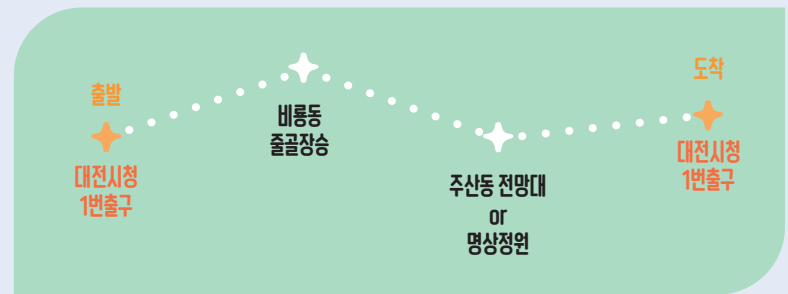 출발
대전시청
1번출구
비룡동
줄골장승
주산동 전망대
or
명상정원
도착
대전시청
1번출구